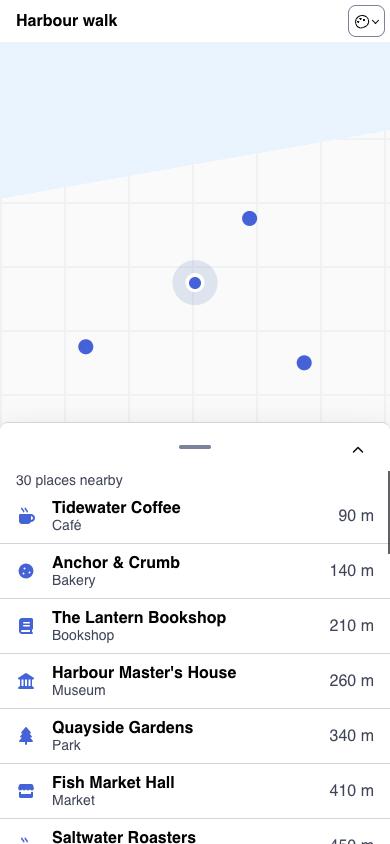 Harbour walk
30 places nearby
Tidewater Coffee
Café
90 m
Anchor & Crumb
Bakery
140 m
The Lantern Bookshop
Bookshop
210 m
Harbour Master's House
Museum
260 m
Quayside Gardens
Park
340 m
Fish Market Hall
Market
410 m
Saltwater Roasters